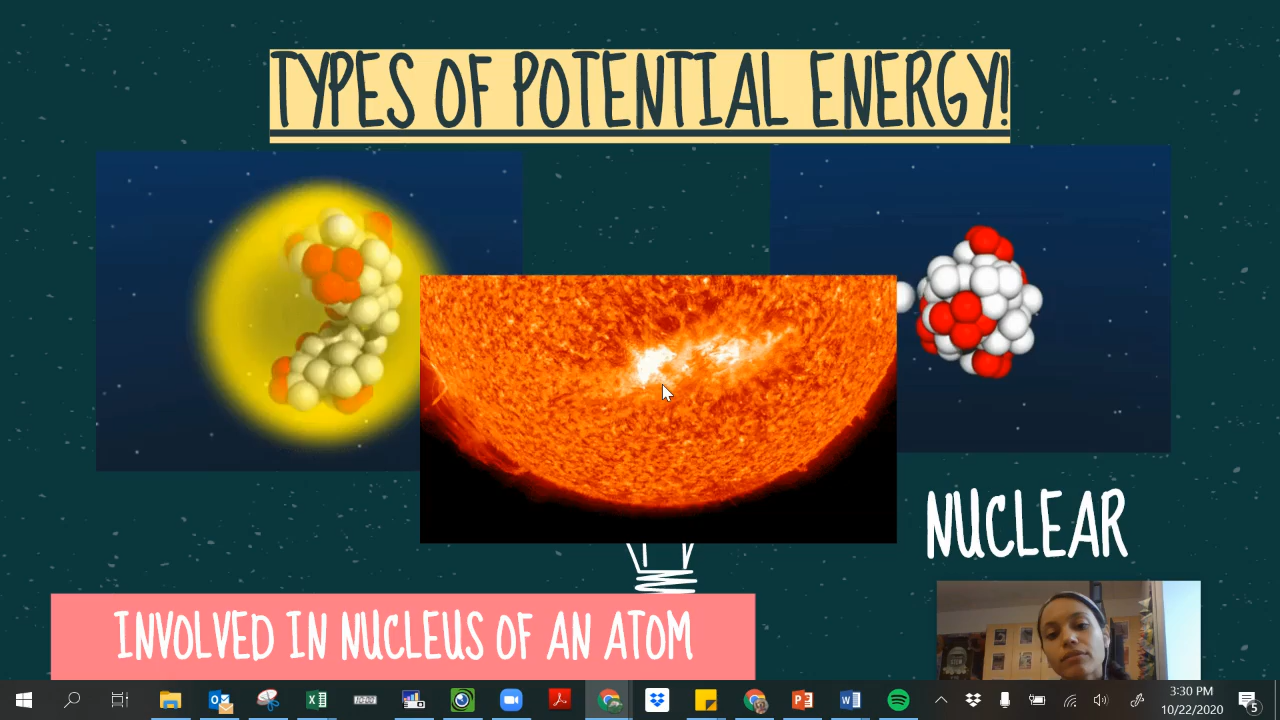 TYPES OF POTENTIAL ENERGY!
NUCLEAR
INVOLVED IN NUCLEUS OF AN ATOM
3:30 PM
10/22/2020
5